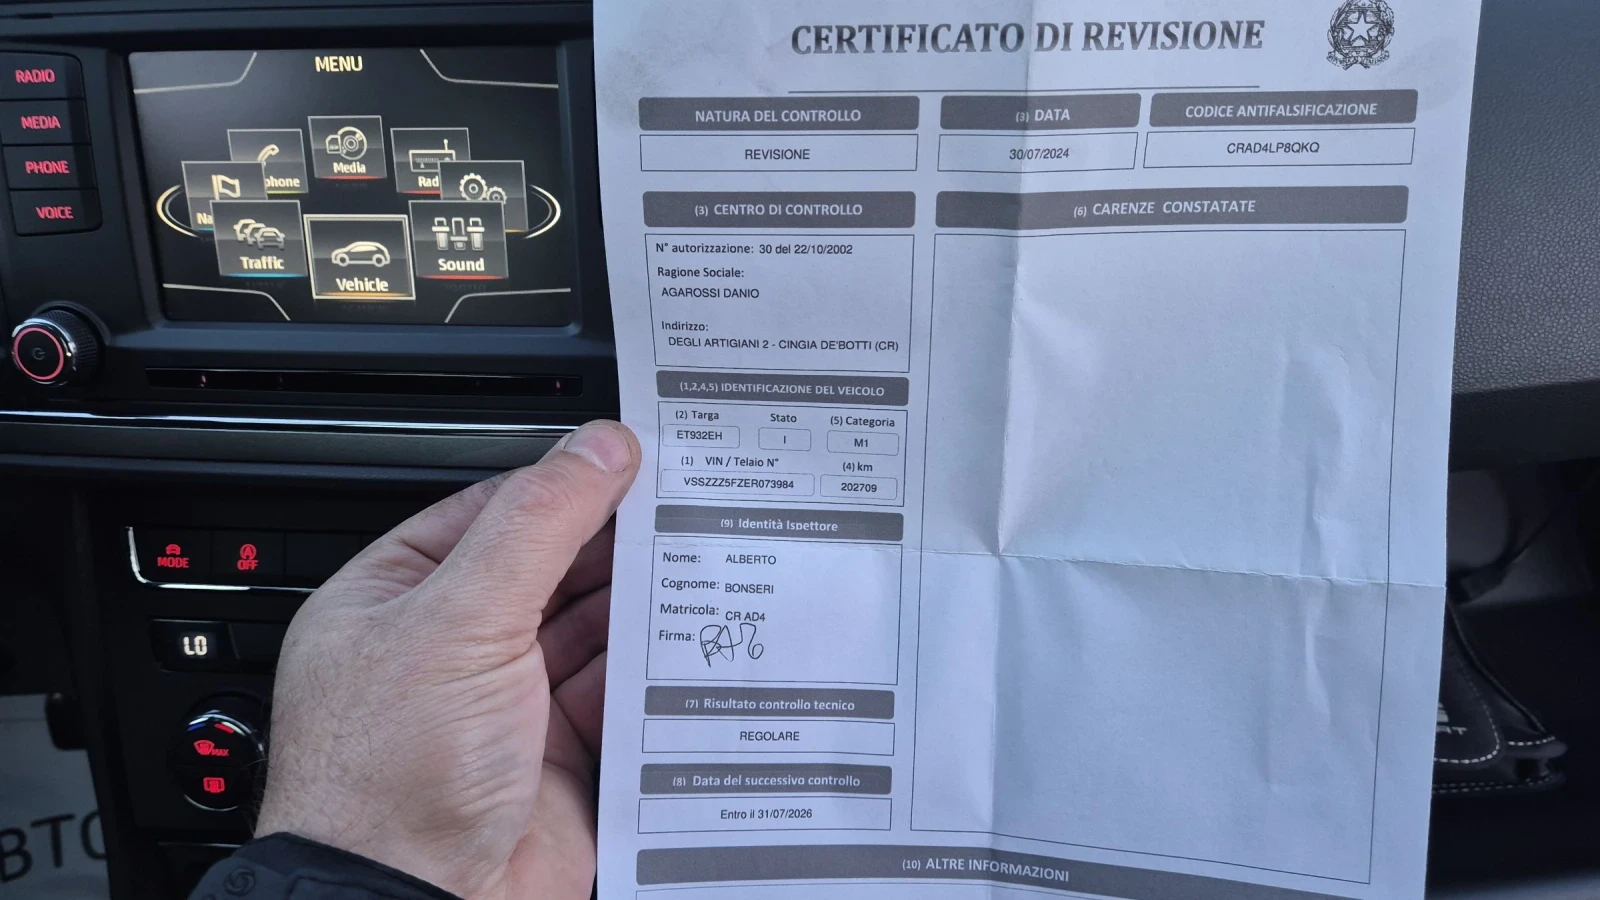 RADIO
MEDIA
PHONE
VOICE
MENU
phone
Media
Rad
Na
Traffic
Vehicle
Sound
MODE
OFF
LO
MAX
CERTIFICATO DI REVISIONE
NATURA DEL CONTROLLO
REVISIONE
(3) DATA
30/07/2024
CODICE ANTIFALSIFICAZIONE
CRAD4LP8QKQ
(3) CENTRO DI CONTROLLO
N° autorizzazione: 30 del 22/10/2002
Ragione Sociale:
AGAROSSI DANIO
Indirizzo:
DEGLI ARTIGIANI 2 - CINGIA DE'BOTTI (CR)
(1,2,4,5) IDENTIFICAZIONE DEL VEICOLO
(2) Targa Stato (5) Categoria
ET932EH I M1
(1) VIN / Telaio N° (4) km
VSSZZZ5FZER073984 202709
(9) Identità Ispettore
Nome: ALBERTO
Cognome: BONSERI
Matricola: CR AD4
Firma:
(7) Risultato controllo tecnico
REGOLARE
(8) Data del successivo controllo
Entro il 31/07/2026
(6) CARENZE CONSTATATE
(10) ALTRE INFORMAZIONI